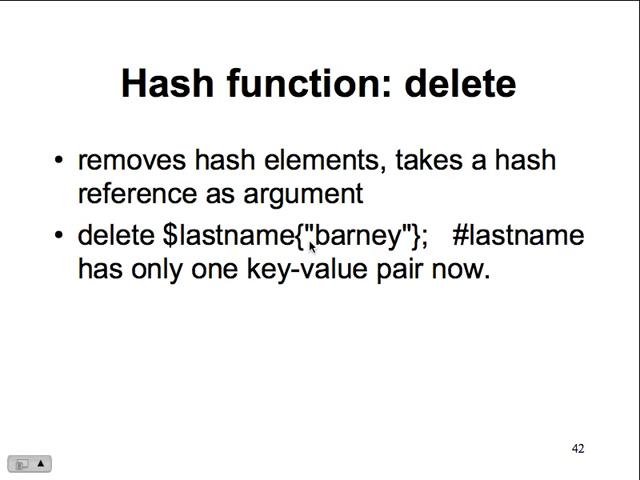 Hash function: delete
• removes hash elements, takes a hash
reference as argument
• delete $lastname{"barney"}; #lastname
has only one key-value pair now.
42